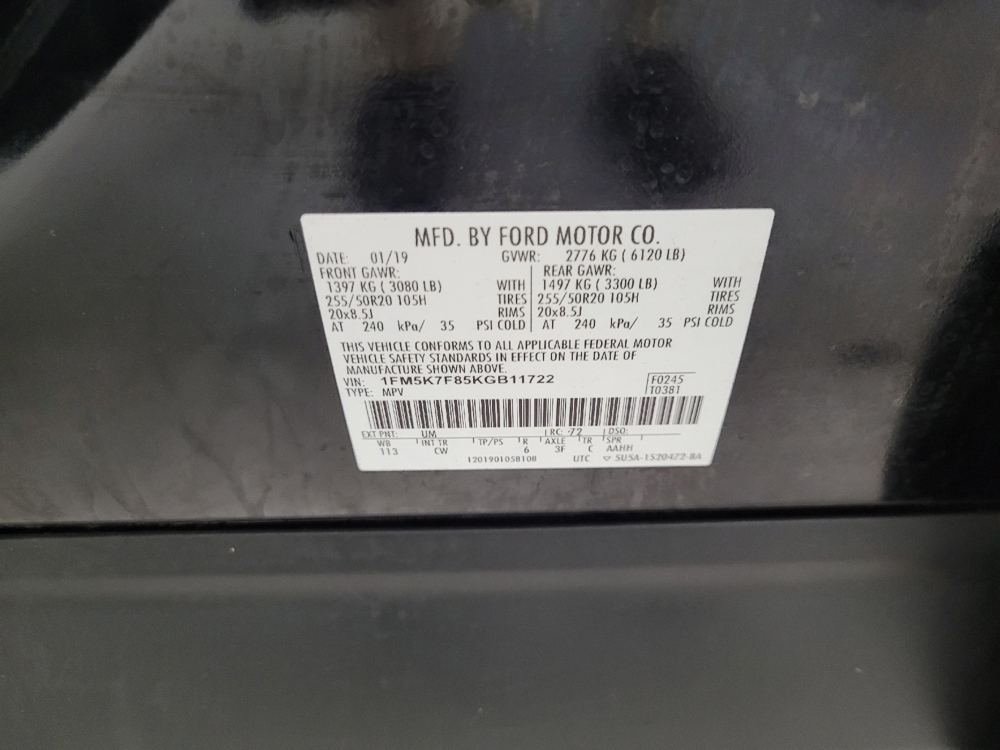 MFD. BY FORD MOTOR CO.
DATE: 01/19 GVWR: 2776 KG ( 6120 LB)
FRONT GAWR: REAR GAWR:
1397 KG ( 3080 LB) WITH 1497 KG ( 3300 LB) WITH
255/50R20 105H TIRES 255/50R20 105H TIRES
20x8.5J RIMS 20x8.5J RIMS
AT 240 kPa/ 35 PSI COLD AT 240 kPa/ 35 PSI COLD
THIS VEHICLE CONFORMS TO ALL APPLICABLE FEDERAL MOTOR
VEHICLE SAFETY STANDARDS IN EFFECT ON THE DATE OF
MANUFACTURE SHOWN ABOVE.
VIN: 1FM5K7F85KGB11722 F0245
TYPE: MPV T0381
EXT PNT: UM RC: 72 DSO:
WB INT TR TP/PS R AXLE TR SPR
113 CW 6 3F C AAHH
1201901058108 UTC ▽ 5U5A-1520472-BA